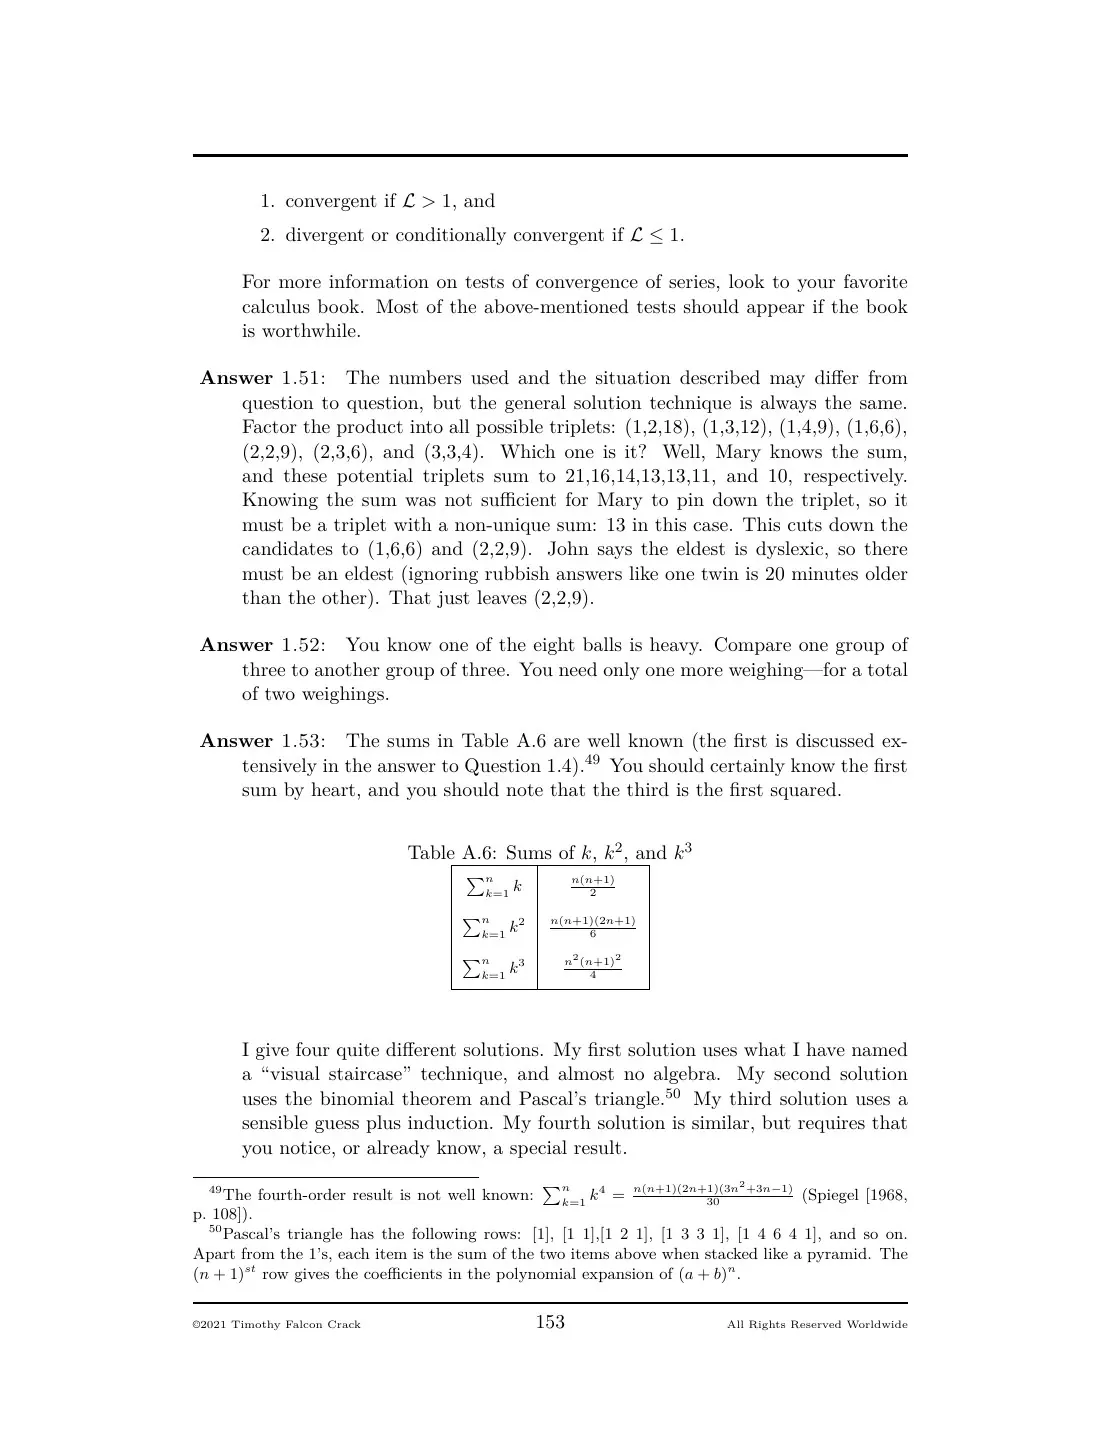 1. convergent if ℒ > 1, and
2. divergent or conditionally convergent if ℒ ≤ 1.
For more information on tests of convergence of series, look to your favorite
calculus book. Most of the above-mentioned tests should appear if the book
is worthwhile.
Answer 1.51: The numbers used and the situation described may differ from
question to question, but the general solution technique is always the same.
Factor the product into all possible triplets: (1,2,18), (1,3,12), (1,4,9), (1,6,6),
(2,2,9), (2,3,6), and (3,3,4). Which one is it? Well, Mary knows the sum,
and these potential triplets sum to 21,16,14,13,13,11, and 10, respectively.
Knowing the sum was not sufficient for Mary to pin down the triplet, so it
must be a triplet with a non-unique sum: 13 in this case. This cuts down the
candidates to (1,6,6) and (2,2,9). John says the eldest is dyslexic, so there
must be an eldest (ignoring rubbish answers like one twin is 20 minutes older
than the other). That just leaves (2,2,9).
Answer 1.52: You know one of the eight balls is heavy. Compare one group of
three to another group of three. You need only one more weighing—for a total
of two weighings.
Answer 1.53: The sums in Table A.6 are well known (the first is discussed ex-
tensively in the answer to Question 1.4).⁴⁹ You should certainly know the first
sum by heart, and you should note that the third is the first squared.
Table A.6: Sums of k, k², and k³
∑ⁿₖ₌₁ k n(n+1)/2
∑ⁿₖ₌₁ k² n(n+1)(2n+1)/6
∑ⁿₖ₌₁ k³ n²(n+1)²/4
I give four quite different solutions. My first solution uses what I have named
a “visual staircase” technique, and almost no algebra. My second solution
uses the binomial theorem and Pascal’s triangle.⁵⁰ My third solution uses a
sensible guess plus induction. My fourth solution is similar, but requires that
you notice, or already know, a special result.
⁴⁹The fourth-order result is not well known: ∑ⁿₖ₌₁ k⁴ = n(n+1)(2n+1)(3n²+3n−1)/30 (Spiegel [1968,
p. 108]).
⁵⁰Pascal’s triangle has the following rows: [1], [1 1],[1 2 1], [1 3 3 1], [1 4 6 4 1], and so on.
Apart from the 1’s, each item is the sum of the two items above when stacked like a pyramid. The
(n + 1)ˢᵗ row gives the coefficients in the polynomial expansion of (a + b)ⁿ.
©2021 Timothy Falcon Crack 153 All Rights Reserved Worldwide